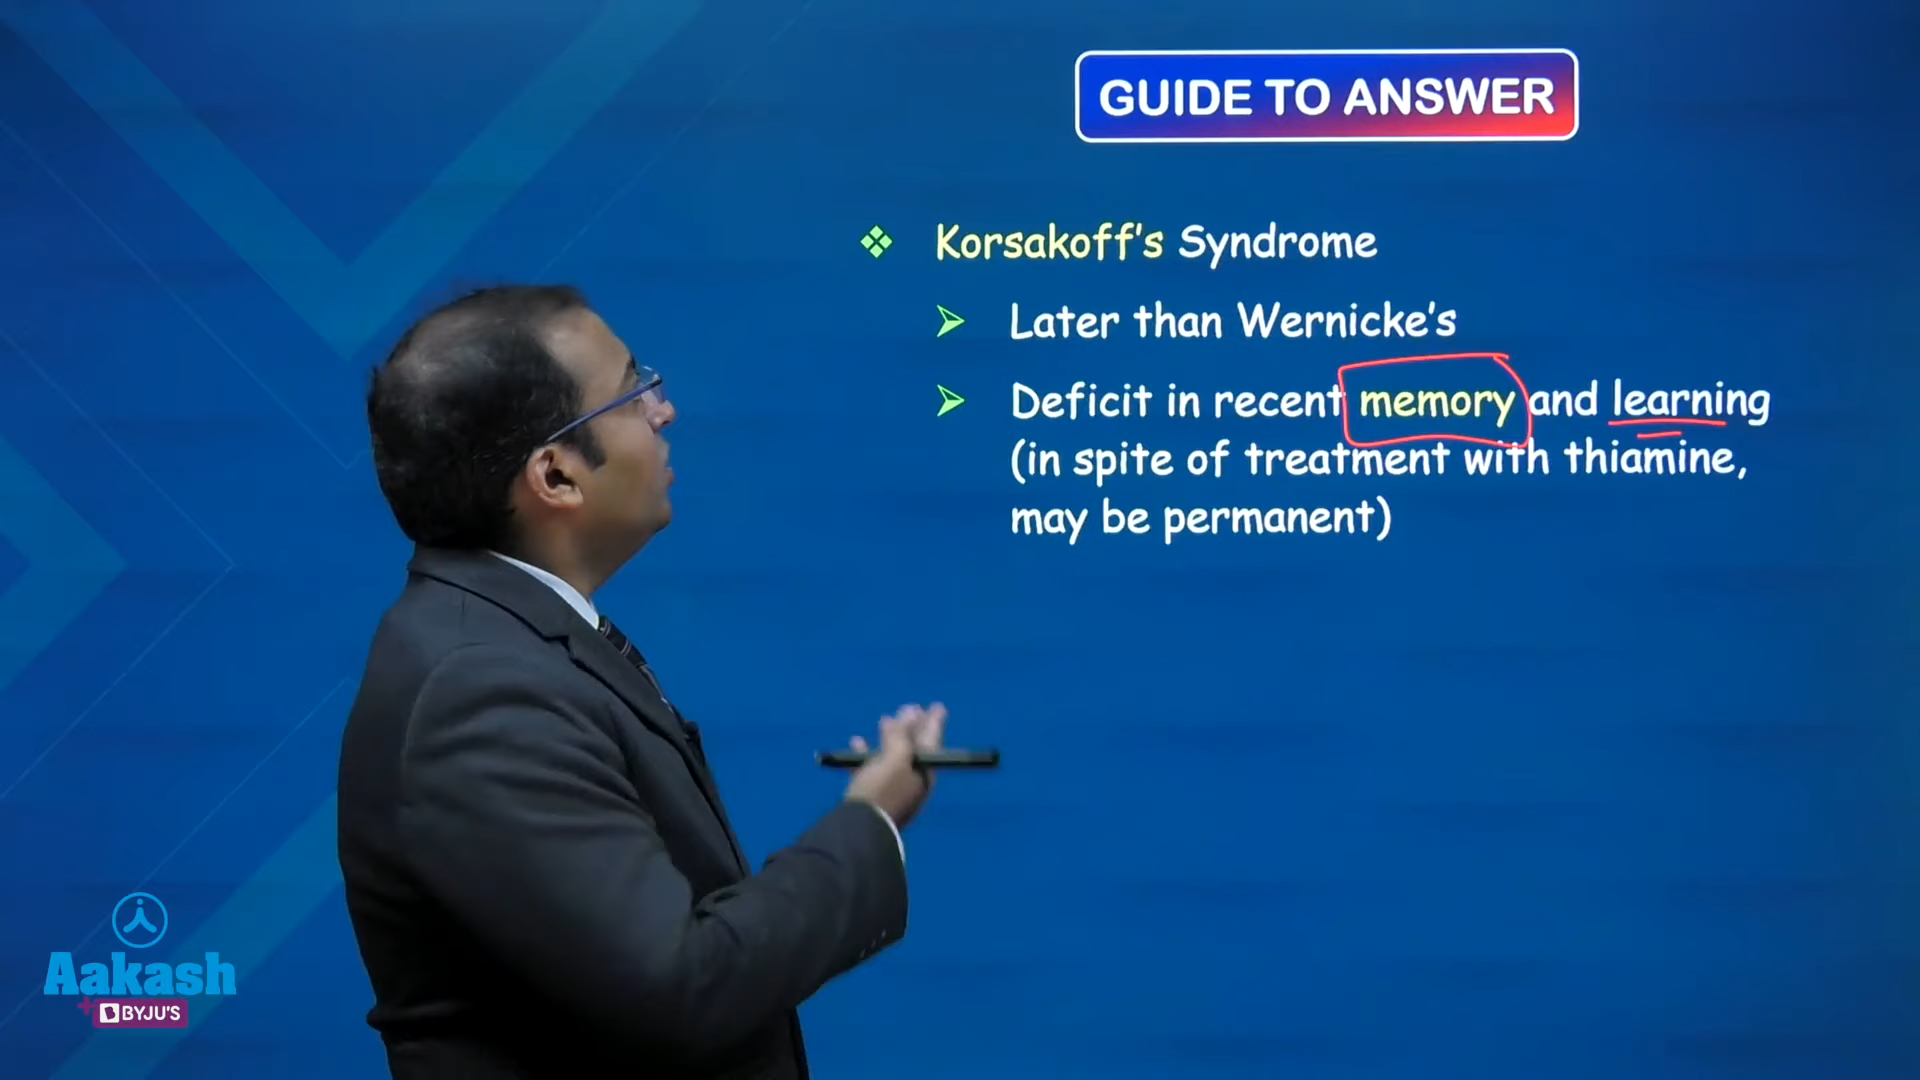 GUIDE TO ANSWER
Korsakoff's Syndrome
Later than Wernicke's
Deficit in recent memory and learning
(in spite of treatment with thiamine,
may be permanent)
Aakash
+ BYJU'S